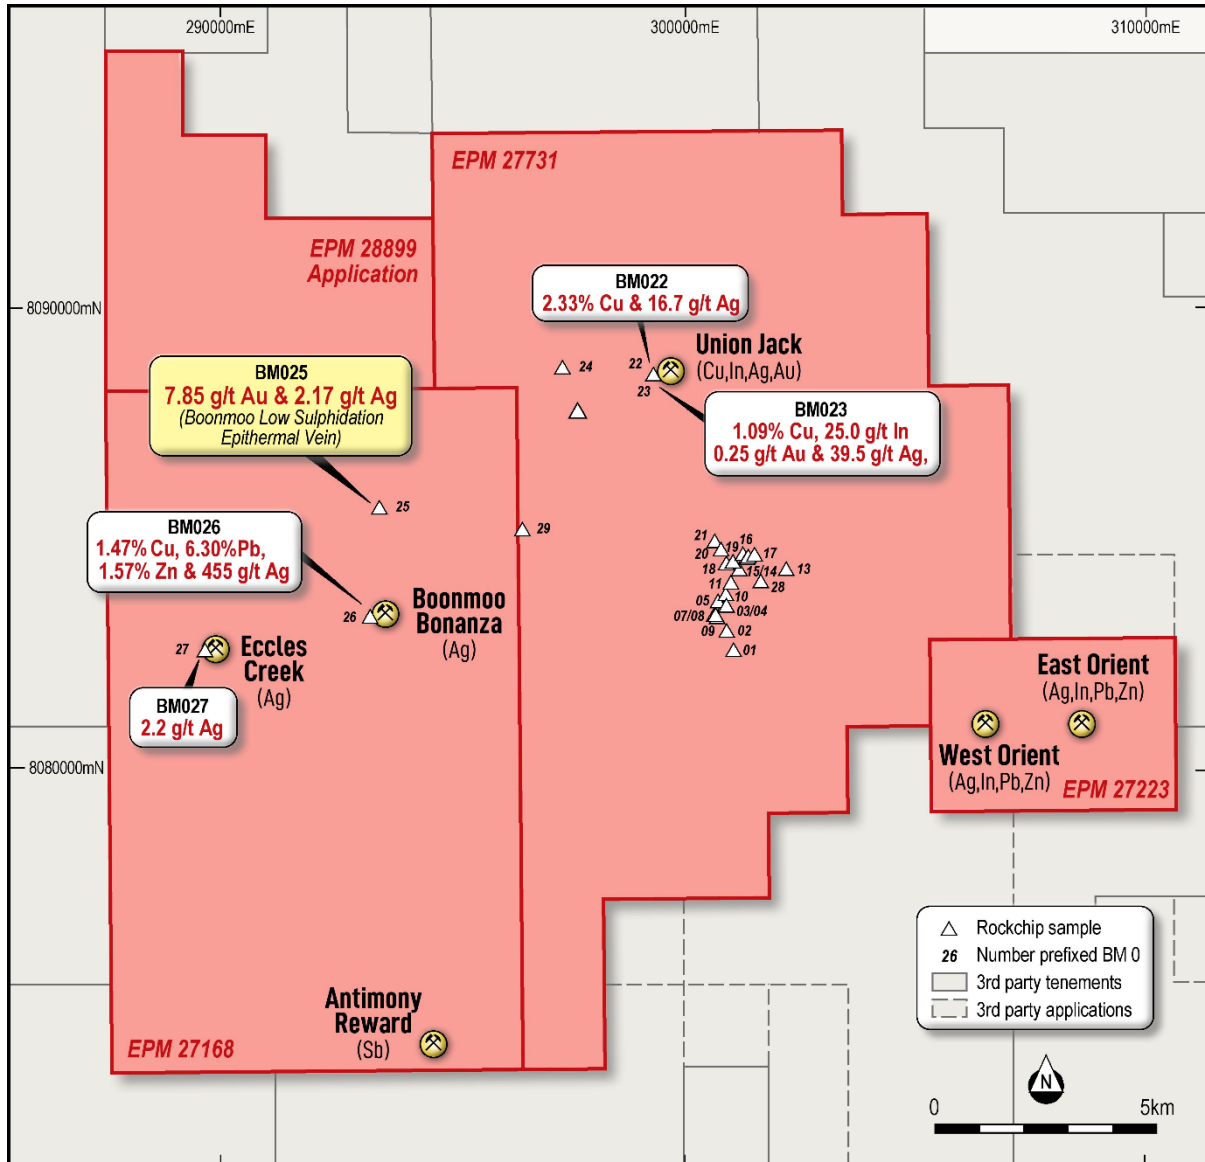 290000mE
300000mE
310000mE
EPM 27731
EPM 28899
Application
8090000mN
BM022
2.33% Cu & 16.7 g/t Ag
Union Jack
(Cu,In,Ag,Au)
22
23
24
BM025
7.85 g/t Au & 2.17 g/t Ag
(Boonmoo Low Sulphidation
Epithermal Vein)
BM023
1.09% Cu, 25.0 g/t In
0.25 g/t Au & 39.5 g/t Ag,
25
29
BM026
1.47% Cu, 6.30%Pb,
1.57% Zn & 455 g/t Ag
21
16
19
20
17
18
15/14
13
11
28
10
05
03/04
07/08
09
02
01
26
Boonmoo
Bonanza
(Ag)
27
Eccles
Creek
(Ag)
BM027
2.2 g/t Ag
East Orient
(Ag,In,Pb,Zn)
West Orient
(Ag,In,Pb,Zn)
EPM 27223
8080000mN
Antimony
Reward
(Sb)
EPM 27168
Rockchip sample
26 Number prefixed BM 0
3rd party tenements
3rd party applications
N
0 5km